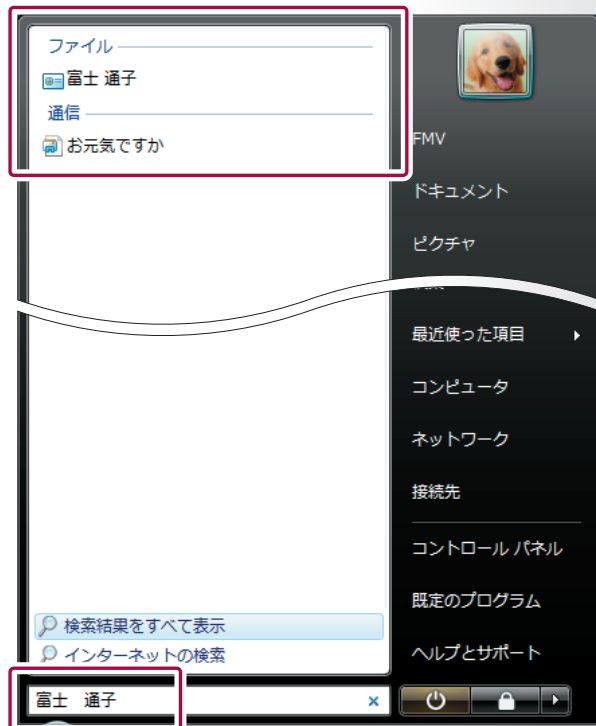 ファイル
富士 通子
通信
お元気ですか
検索結果をすべて表示
インターネットの検索
富士　通子
FMV
ドキュメント
ピクチャ
最近使った項目
コンピュータ
ネットワーク
接続先
コントロール パネル
既定のプログラム
ヘルプとサポート